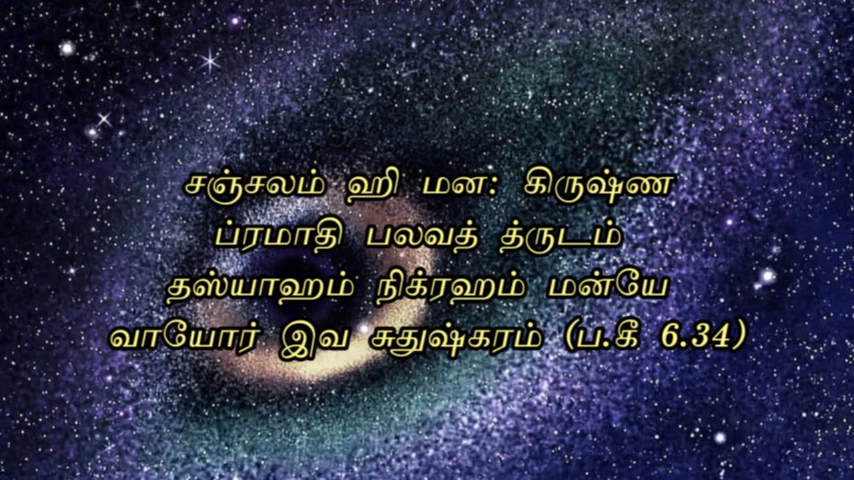 சஞ்சலம் ஹி மன: கிருஷ்ண
ப்ரமாதி பலவத் த்ருடம்
தஸ்யாஹம் நிக்ரஹம் மன்யே
வாயோர் இவ சுதுஷ்கரம் (ப.கீ 6.34)